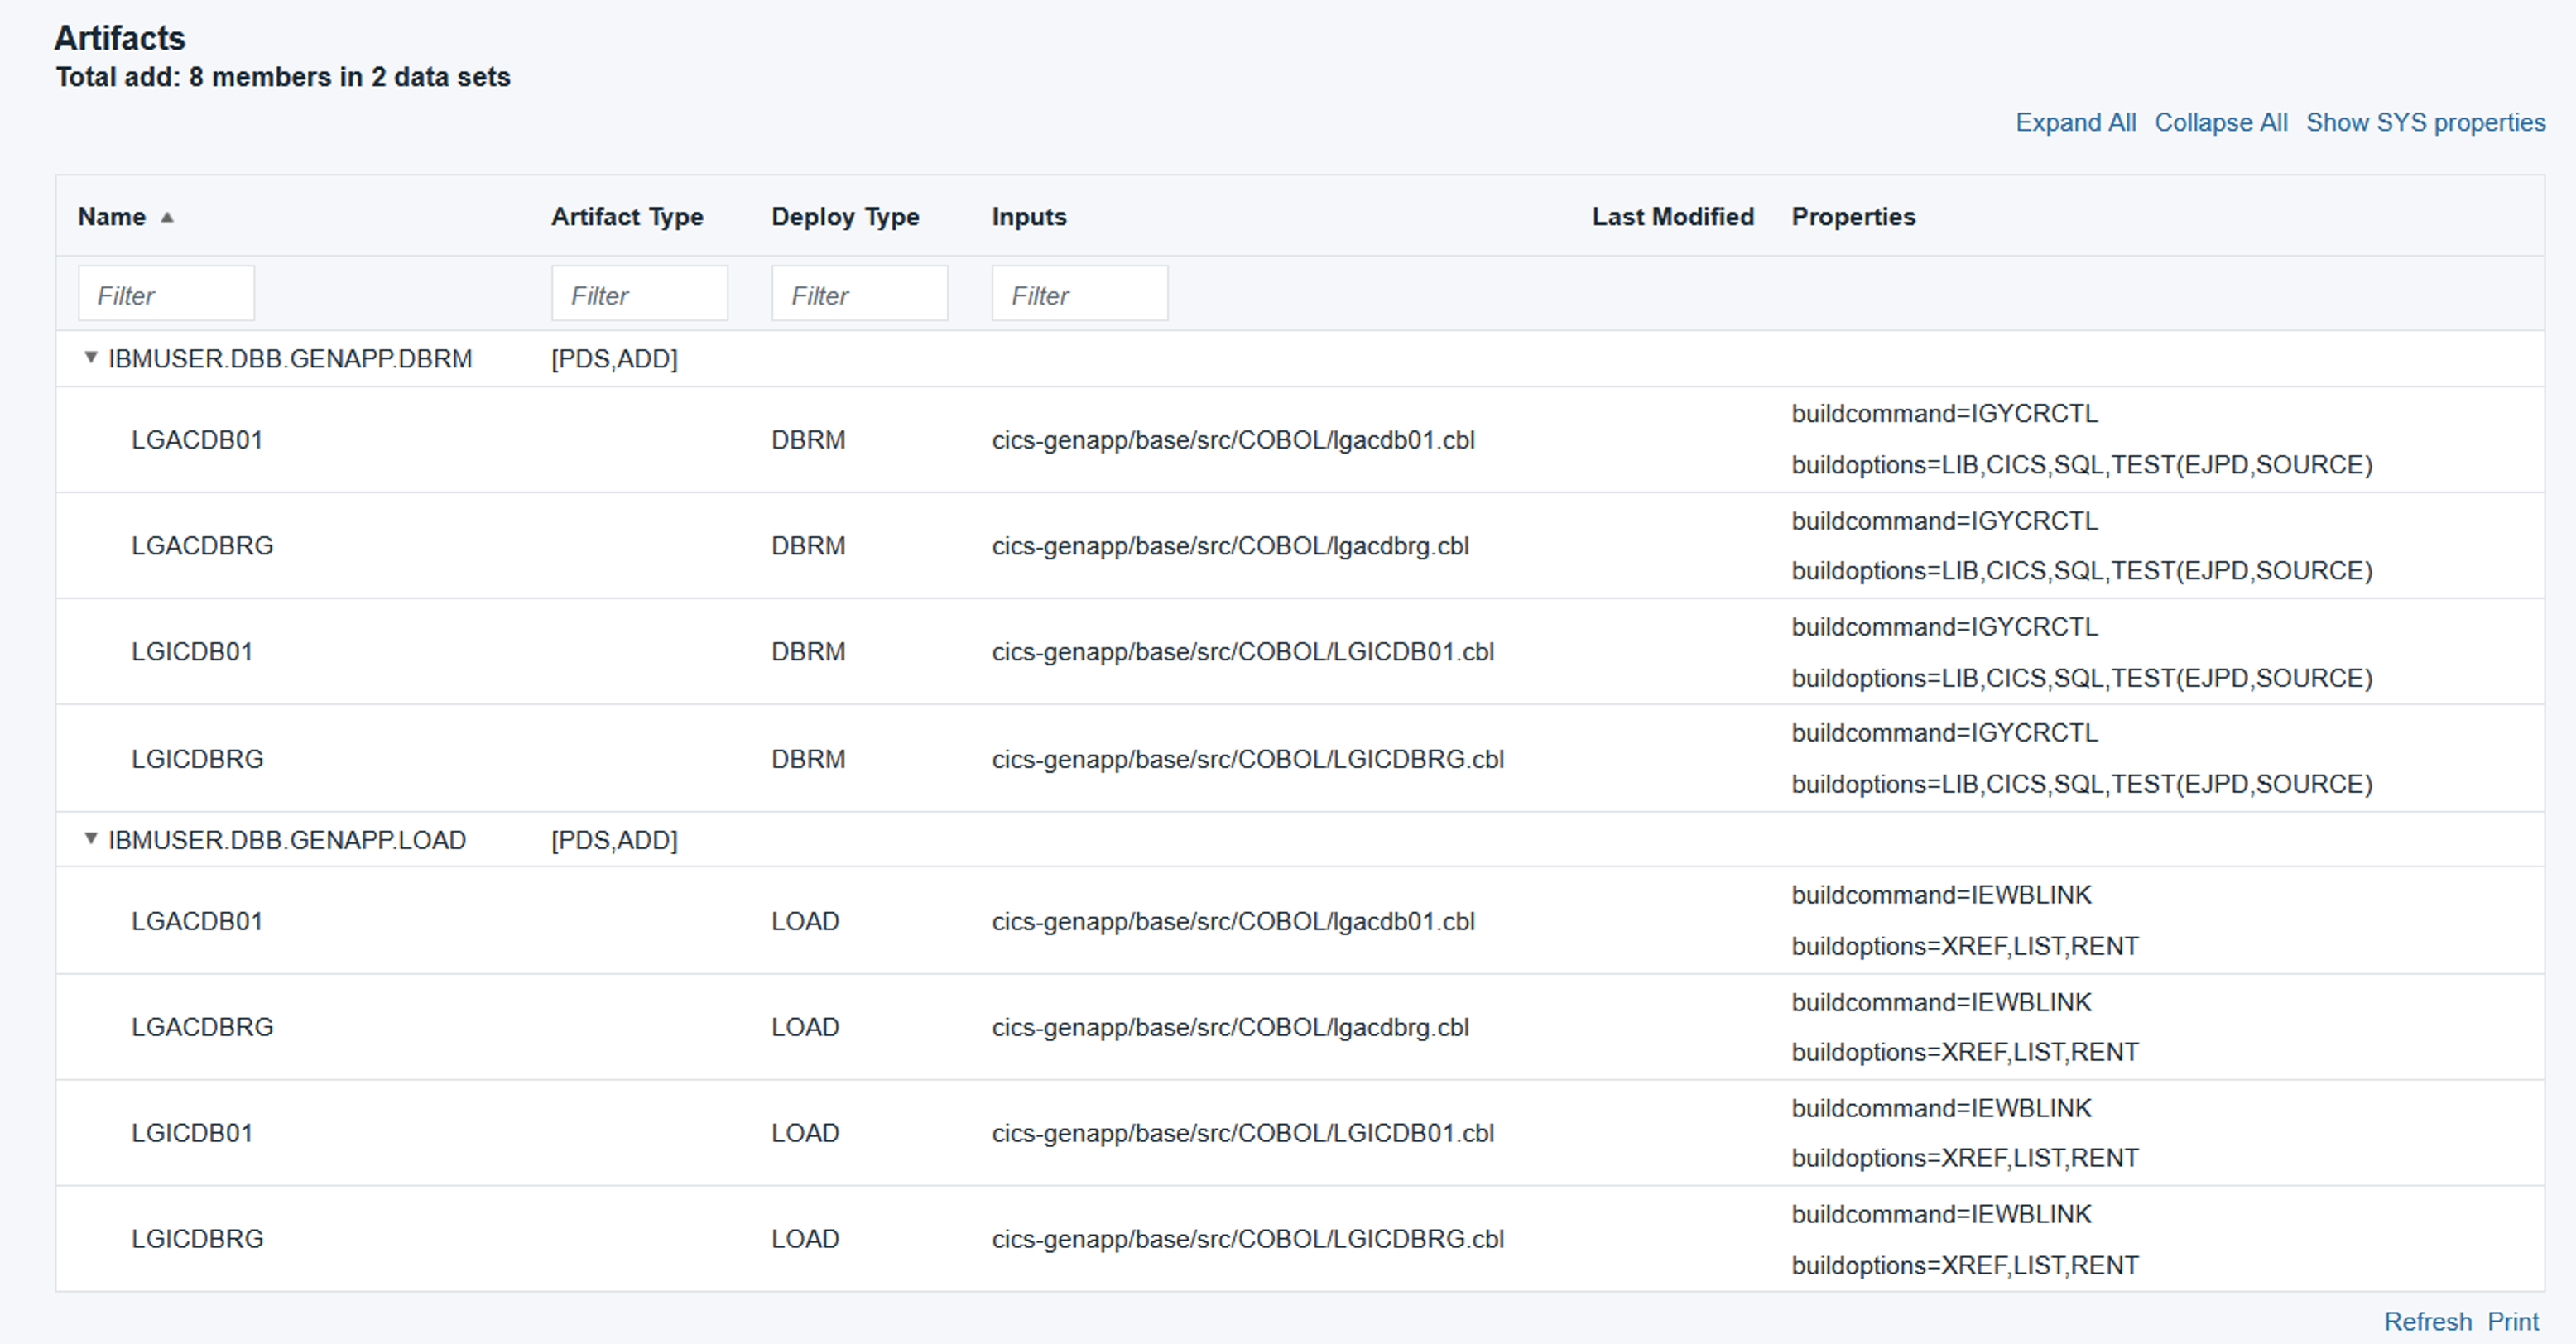 Artifacts
Total add: 8 members in 2 data sets
Expand All Collapse All Show SYS properties
Name Artifact Type Deploy Type Inputs Last Modified Properties
Filter Filter Filter Filter
IBMUSER.DBB.GENAPP.DBRM [PDS,ADD]
LGACDB01 DBRM cics-genapp/base/src/COBOL/lgacdb01.cbl buildcommand=IGYCRCTL
buildoptions=LIB,CICS,SQL,TEST(EJPD,SOURCE)
LGACDBRG DBRM cics-genapp/base/src/COBOL/lgacdbrg.cbl buildcommand=IGYCRCTL
buildoptions=LIB,CICS,SQL,TEST(EJPD,SOURCE)
LGICDB01 DBRM cics-genapp/base/src/COBOL/LGICDB01.cbl buildcommand=IGYCRCTL
buildoptions=LIB,CICS,SQL,TEST(EJPD,SOURCE)
LGICDBRG DBRM cics-genapp/base/src/COBOL/LGICDBRG.cbl buildcommand=IGYCRCTL
buildoptions=LIB,CICS,SQL,TEST(EJPD,SOURCE)
IBMUSER.DBB.GENAPP.LOAD [PDS,ADD]
LGACDB01 LOAD cics-genapp/base/src/COBOL/lgacdb01.cbl buildcommand=IEWBLINK
buildoptions=XREF,LIST,RENT
LGACDBRG LOAD cics-genapp/base/src/COBOL/lgacdbrg.cbl buildcommand=IEWBLINK
buildoptions=XREF,LIST,RENT
LGICDB01 LOAD cics-genapp/base/src/COBOL/LGICDB01.cbl buildcommand=IEWBLINK
buildoptions=XREF,LIST,RENT
LGICDBRG LOAD cics-genapp/base/src/COBOL/LGICDBRG.cbl buildcommand=IEWBLINK
buildoptions=XREF,LIST,RENT
Refresh Print